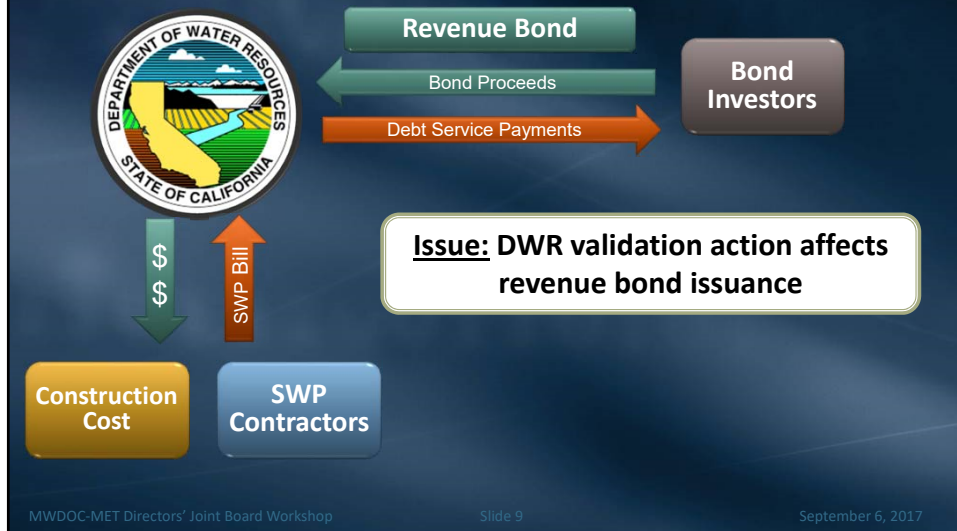 DEPARTMENT OF WATER RESOURCES
STATE OF CALIFORNIA
Revenue Bond
Bond Proceeds
Debt Service Payments
Bond
Investors
$
$
SWP Bill
Issue: DWR validation action affects
revenue bond issuance
Construction
Cost
SWP
Contractors
MWDOC-MET Directors' Joint Board Workshop
Slide 9
September 6, 2017